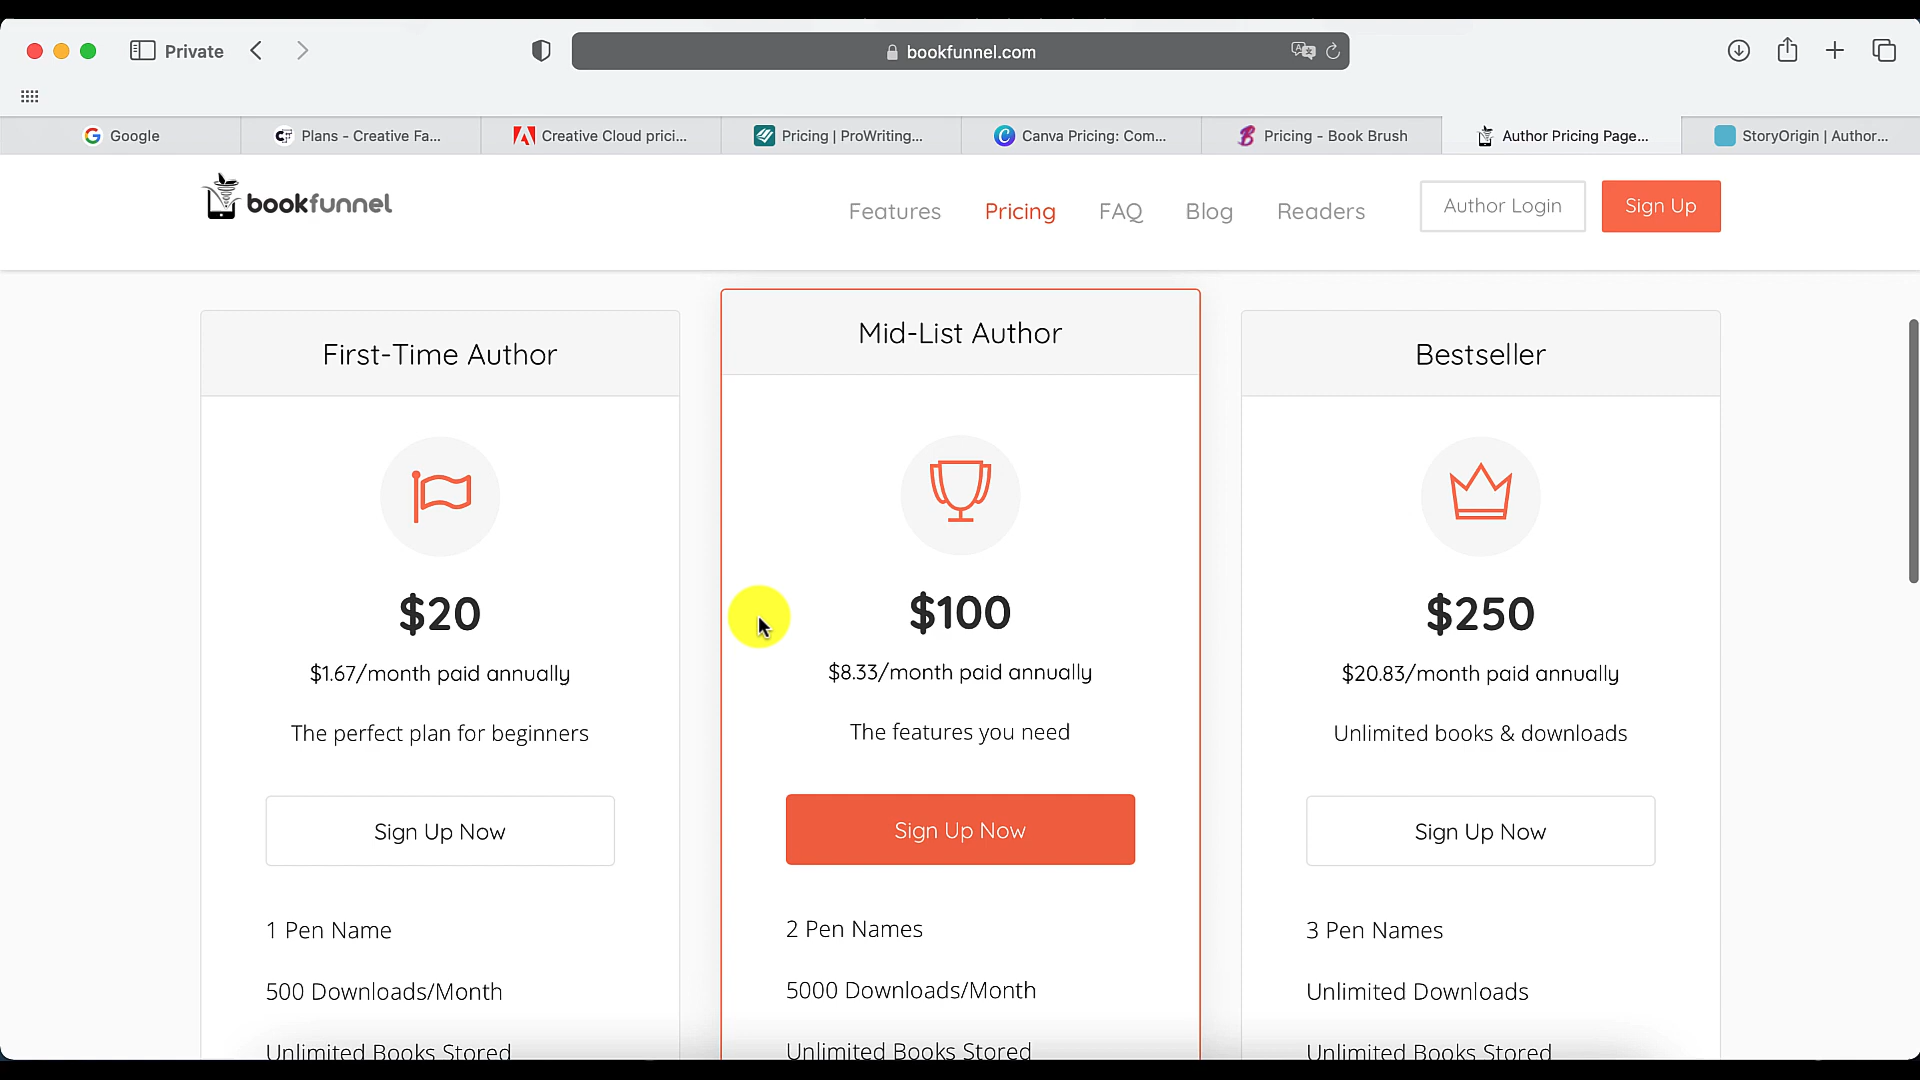 Private
bookfunnel.com
Google
Plans - Creative Fa...
Creative Cloud prici...
Pricing | ProWriting...
Canva Pricing: Com...
Pricing - Book Brush
Author Pricing Page...
StoryOrigin | Author...
bookfunnel
Features
Pricing
FAQ
Blog
Readers
Author Login
Sign Up
First-Time Author
$20
$1.67/month paid annually
The perfect plan for beginners
Sign Up Now
1 Pen Name
500 Downloads/Month
Unlimited Books Stored
Mid-List Author
$100
$8.33/month paid annually
The features you need
Sign Up Now
2 Pen Names
5000 Downloads/Month
Unlimited Books Stored
Bestseller
$250
$20.83/month paid annually
Unlimited books & downloads
Sign Up Now
3 Pen Names
Unlimited Downloads
Unlimited Books Stored